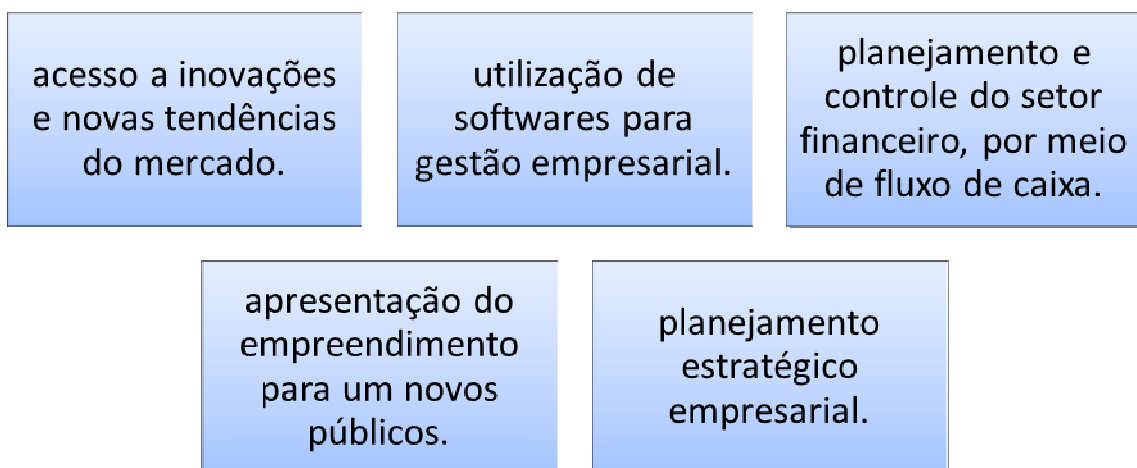 acesso a inovações
e novas tendências
do mercado.
utilização de
softwares para
gestão empresarial.
planejamento e
controle do setor
financeiro, por meio
de fluxo de caixa.
apresentação do
empreendimento
para um novos
públicos.
planejamento
estratégico
empresarial.